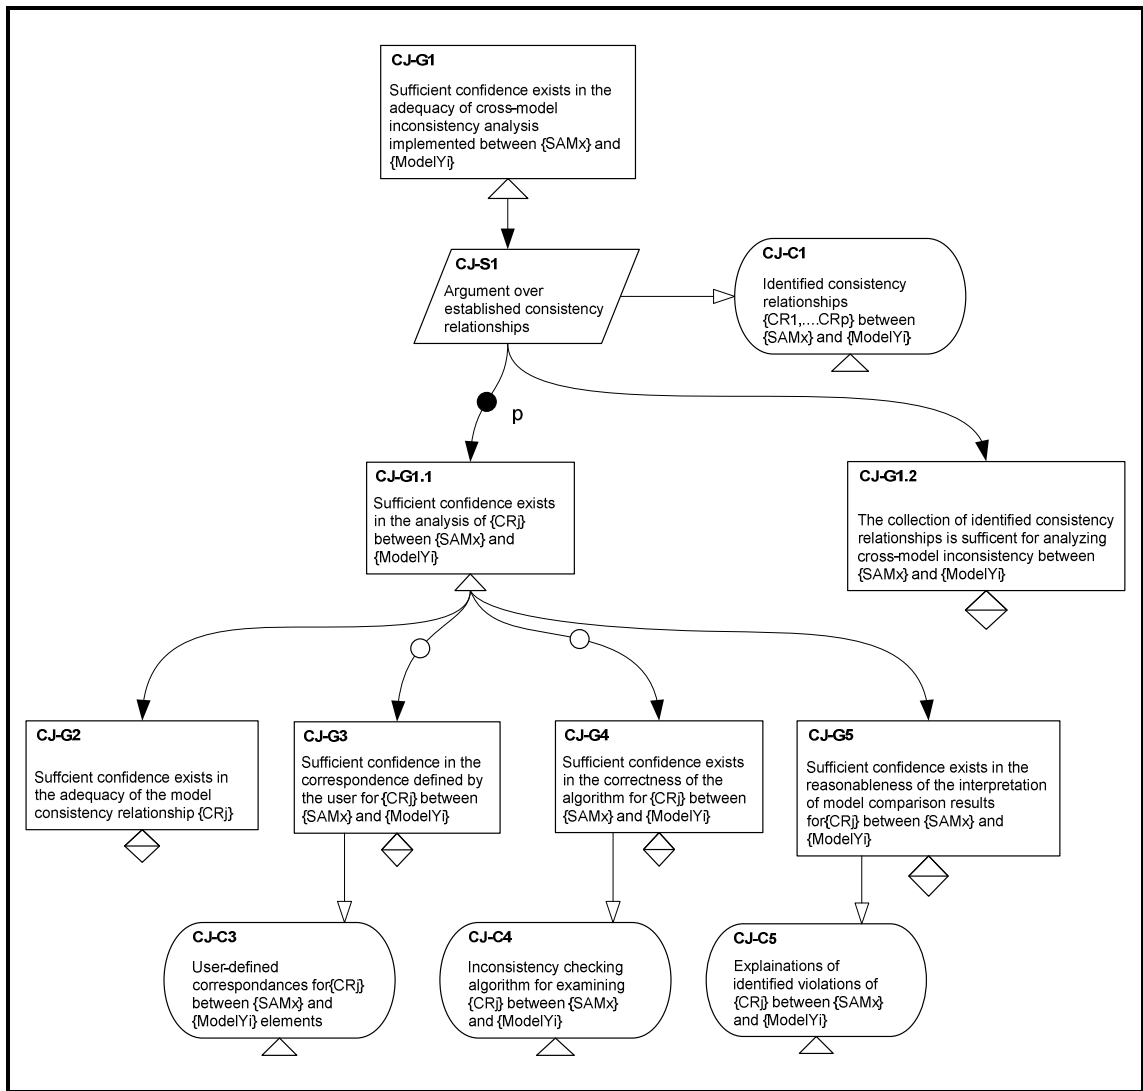 CJ-G1
Sufficient confidence exists in the
adequacy of cross-model
inconsistency analysis
implemented between {SAMx} and
{ModelYi}
CJ-S1
Argument over
established consistency
relationships
CJ-C1
Identified consistency
relationships
{CR1,....CRp} between
{SAMx} and {ModelYi}
p
CJ-G1.1
Sufficient confidence exists
in the analysis of {CRj}
between {SAMx} and
{ModelYi}
CJ-G1.2
The collection of identified consistency
relationships is sufficent for analyzing
cross-model inconsistency between
{SAMx} and {ModelYi}
CJ-G2
Suffcient confidence exists in
the adequacy of the model
consistency relationship {CRj}
CJ-G3
Sufficient confidence in the
correspondence defined by
the user for {CRj} between
{SAMx} and {ModelYi}
CJ-G4
Sufficient confidence exists
in the correctness of the
algorithm for {CRj} between
{SAMx} and {ModelYi}
CJ-G5
Sufficient confidence exists in the
reasonableness of the interpretation
of model comparison results
for{CRj} between {SAMx} and
{ModelYi}
CJ-C3
User-defined
correspondances for{CRj}
between {SAMx} and
{ModelYi} elements
CJ-C4
Inconsistency checking
algorithm for examining
{CRj} between {SAMx}
and {ModelYi}
CJ-C5
Explainations of
identified violations of
{CRj} between {SAMx}
and {ModelYi}